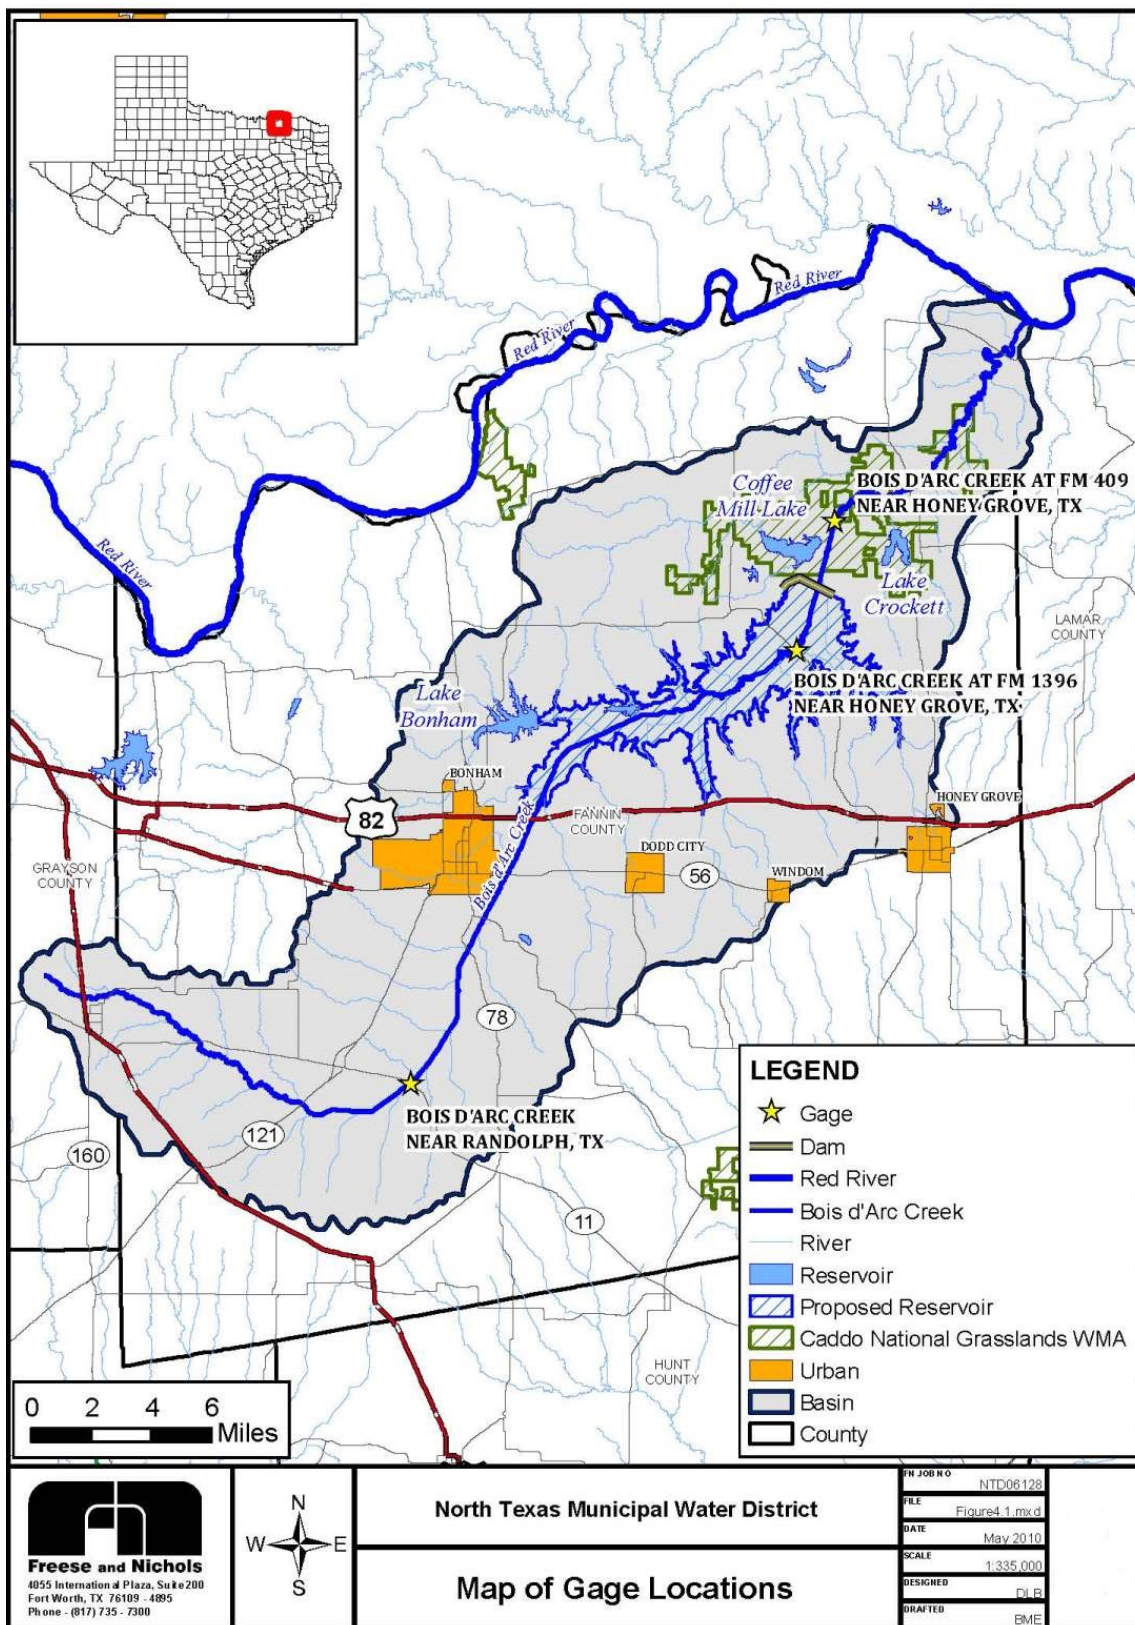 Red River
Red River
Red River
Coffee
Mill Lake
BOIS D'ARC CREEK AT FM 409
NEAR HONEY GROVE, TX
Lake
Crockett
LAMAR
COUNTY
BOIS D'ARC CREEK AT FM 1396
NEAR HONEY GROVE, TX
Lake
Bonham
BONHAM
HONEY GROVE
82
FANNIN
COUNTY
Bois d'Arc Creek
DODD CITY
56
WINDOM
GRAYSON
COUNTY
78
BOIS D'ARC CREEK
NEAR RANDOLPH, TX
121
160
11
HUNT
COUNTY
LEGEND
Gage
Dam
Red River
Bois d'Arc Creek
River
Reservoir
Proposed Reservoir
Caddo National Grasslands WMA
Urban
Basin
County
0 2 4 6
Miles
Freese and Nichols
4055 International Plaza, Suite 200
Fort Worth, TX 76109 - 4895
Phone - (817) 735 - 7300
N
W E
S
North Texas Municipal Water District
Map of Gage Locations
FN JOB NO
NTD06128
FILE
Figure4.1.mxd
DATE
May 2010
SCALE
1:335,000
DESIGNED
DLB
DRAFTED
BME